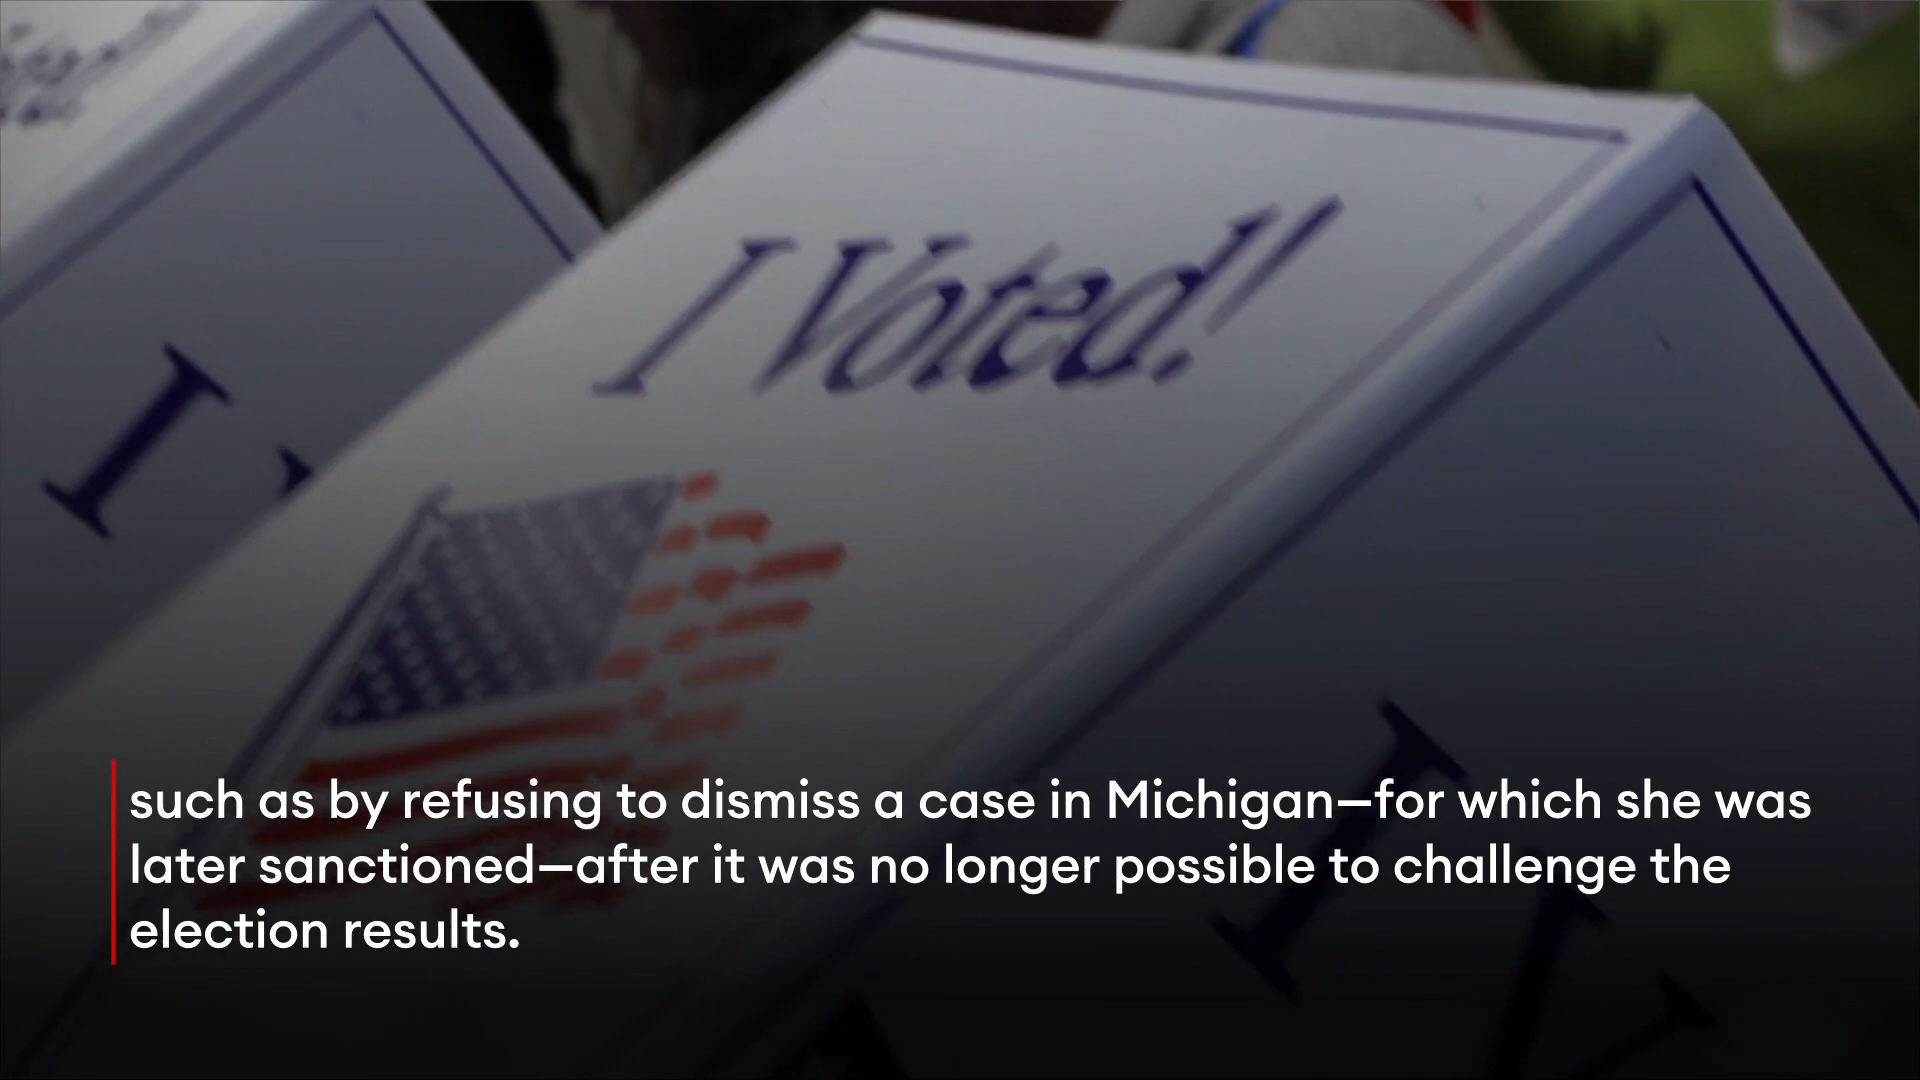 I Voted!
such as by refusing to dismiss a case in Michigan—for which she was
later sanctioned—after it was no longer possible to challenge the
election results.